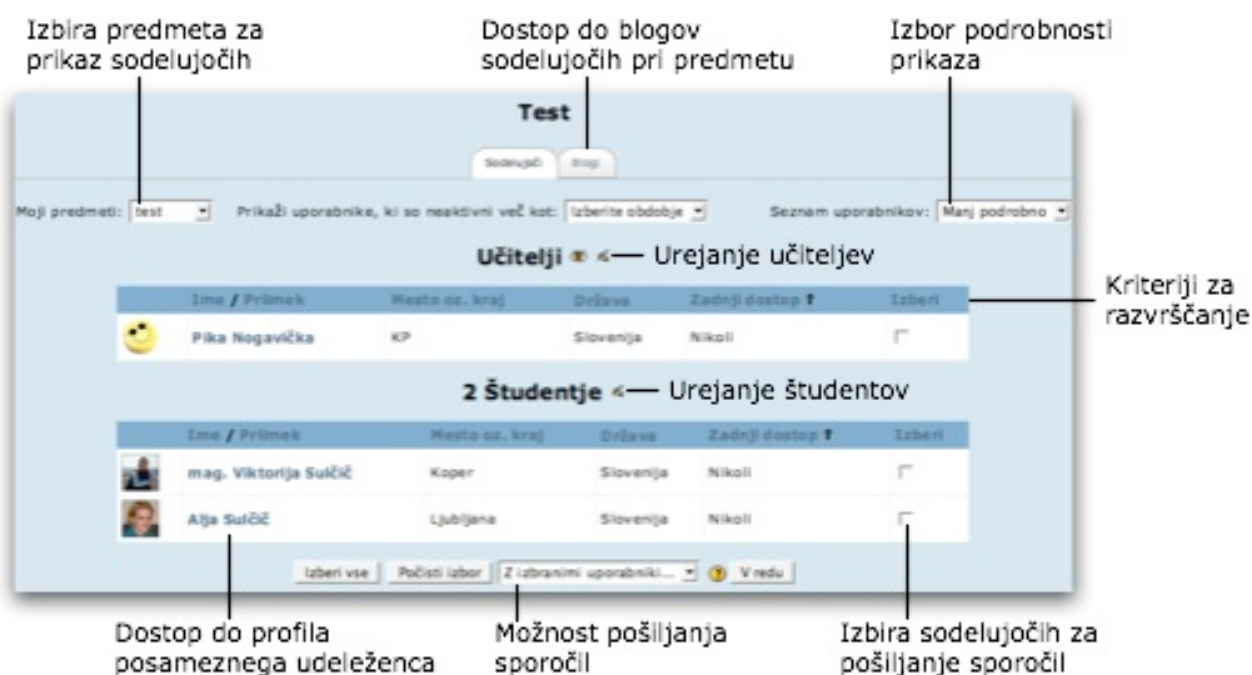 Izbira predmeta za
prikaz sodelujočih
Dostop do blogov
sodelujočih pri predmetu
Izbor podrobnosti
prikaza
Test
Sodelujoči Blogi
Moji predmeti: test Prikaži uporabnike, ki so neaktivni več kot: Izberite obdobje Seznam uporabnikov: Manj podrobno
Učitelji Urejanje učiteljev
Ime / Priimek Mesto oz. kraj Država Zadnji dostop ↑ Izberi
Kriteriji za
razvrščanje
Pika Nogavička KP Slovenija Nikoli
2 Študentje Urejanje študentov
Ime / Priimek Mesto oz. kraj Država Zadnji dostop ↑ Izberi
mag. Viktorija Sulčič Koper Slovenija Nikoli
Alja Sulčič Ljubljana Slovenija Nikoli
Izberi vse Počisti izbor Z izbranimi uporabniki... ? V redu
Dostop do profila
posameznega udeleženca
Možnost pošiljanja
sporočil
Izbira sodelujočih za
pošiljanje sporočil